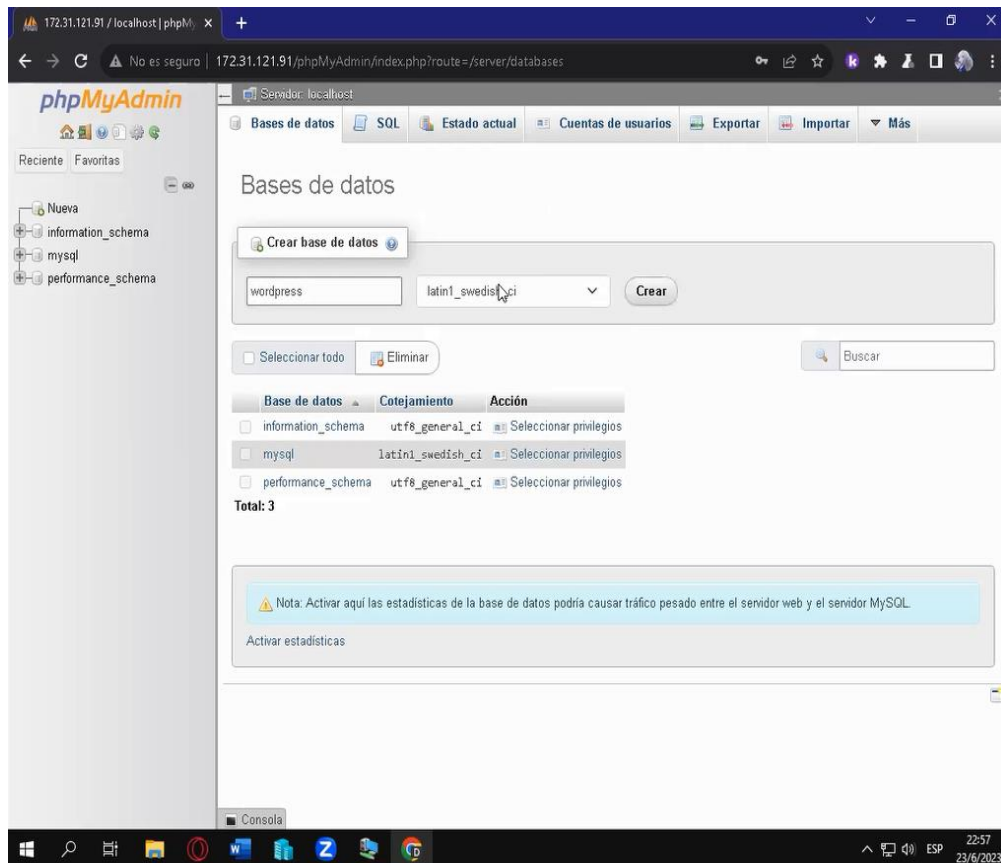 172.31.121.91 / localhost | phpMy
No es seguro 172.31.121.91/phpMyAdmin/index.php?route=/server/databases
phpMyAdmin
Reciente Favoritas
Nueva
information_schema
mysql
performance_schema
Servidor: localhost
Bases de datos SQL Estado actual Cuentas de usuarios Exportar Importar Más
Bases de datos
Crear base de datos
wordpress latin1_swedish_ci Crear
Seleccionar todo Eliminar Buscar
Base de datos Cotejamiento Acción
information_schema utf8_general_ci Seleccionar privilegios
mysql latin1_swedish_ci Seleccionar privilegios
performance_schema utf8_general_ci Seleccionar privilegios
Total: 3
Nota: Activar aquí las estadísticas de la base de datos podría causar tráfico pesado entre el servidor web y el servidor MySQL.
Activar estadísticas
Consola
ESP 22:57
23/6/2023